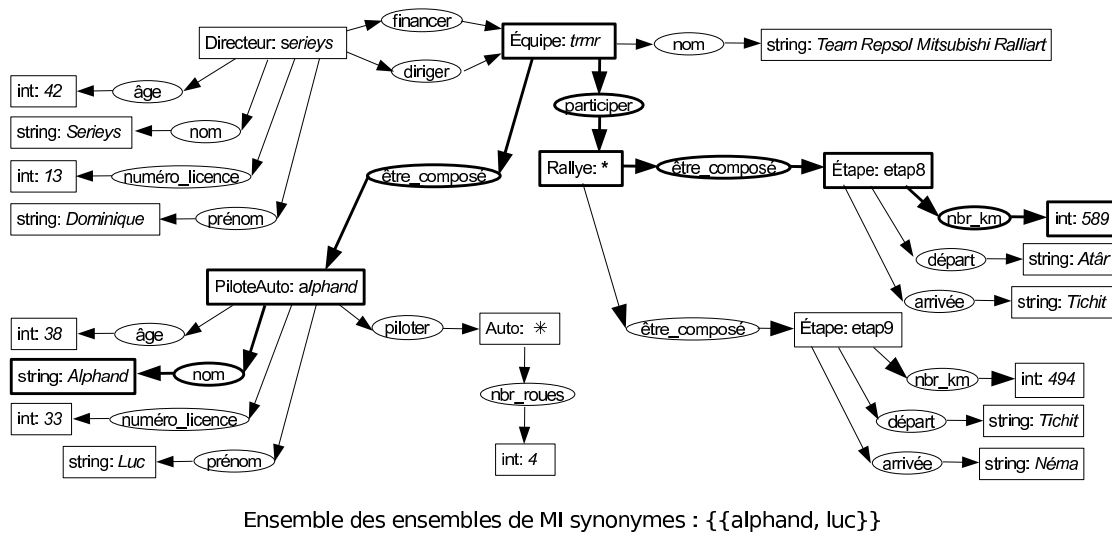 financer
Directeur: serieys
Équipe: trmr
nom
string: Team Repsol Mitsubishi Ralliart
diriger
int: 42
âge
participer
string: Serieys
nom
int: 13
numéro_licence
être_composé
Rallye: *
être_composé
Étape: etap8
string: Dominique
prénom
nbr_km
int: 589
départ
string: Atâr
PiloteAuto: alphand
arrivée
string: Tichit
int: 38
âge
piloter
Auto: *
être_composé
Étape: etap9
string: Alphand
nom
nbr_km
int: 494
nbr_roues
int: 33
numéro_licence
départ
string: Tichit
string: Luc
prénom
int: 4
arrivée
string: Néma
Ensemble des ensembles de MI synonymes : {{alphand, luc}}